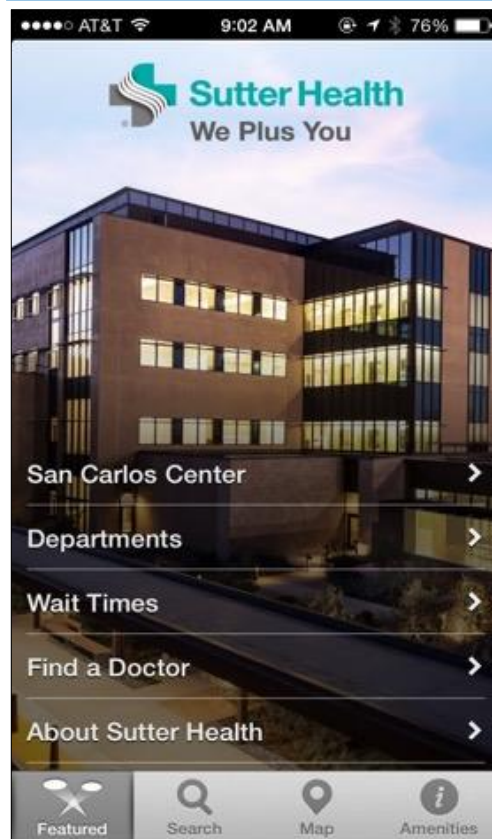 AT&T 9:02 AM 76%
Sutter Health
We Plus You
San Carlos Center
Departments
Wait Times
Find a Doctor
About Sutter Health
Featured Search Map Amenities